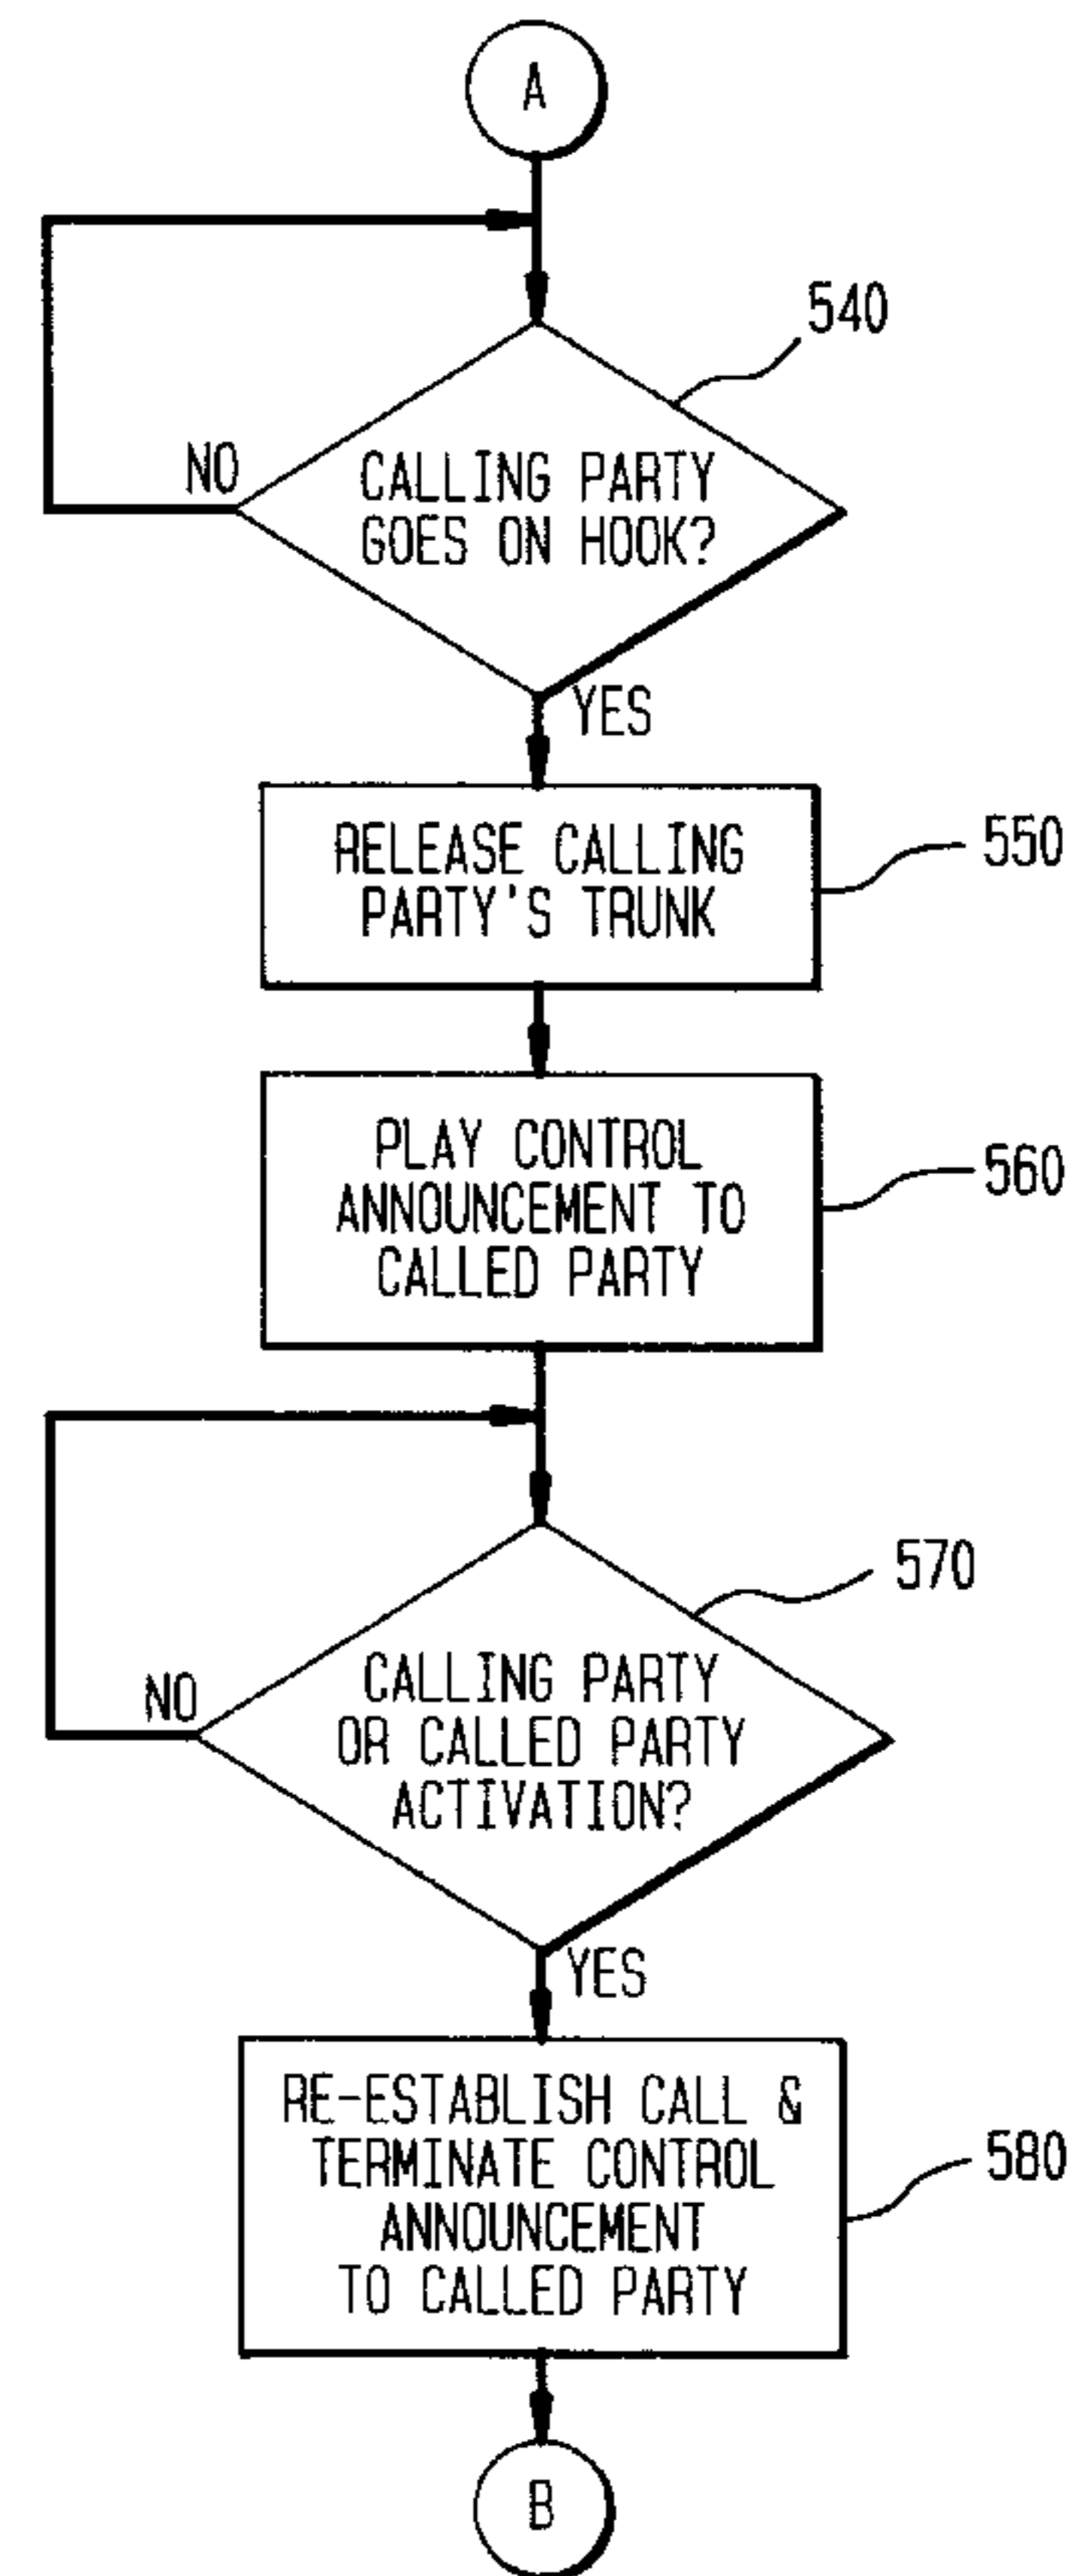 A
540
NO
CALLING PARTY
GOES ON HOOK?
YES
RELEASE CALLING
PARTY'S TRUNK
550
PLAY CONTROL
ANNOUNCEMENT TO
CALLED PARTY
560
570
NO
CALLING PARTY
OR CALLED PARTY
ACTIVATION?
YES
RE-ESTABLISH CALL &
TERMINATE CONTROL
ANNOUNCEMENT
TO CALLED PARTY
580
B